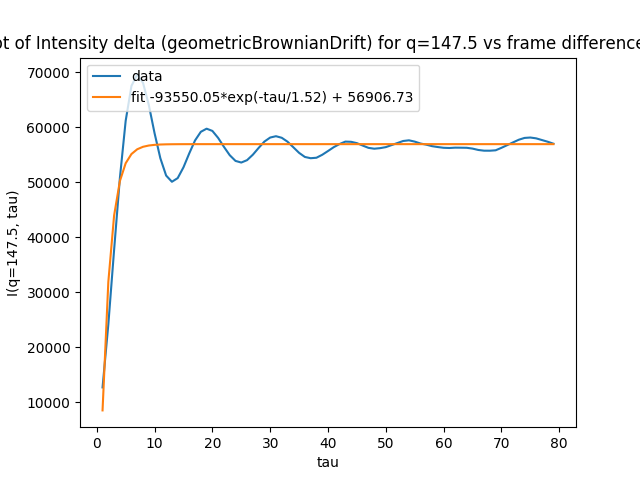 ot of Intensity delta (geometricBrownianDrift) for q=147.5 vs frame difference
70000
60000
50000
40000
30000
20000
10000
I(q=147.5, tau)
data
fit -93550.05*exp(-tau/1.52) + 56906.73
0 10 20 30 40 50 60 70 80
tau